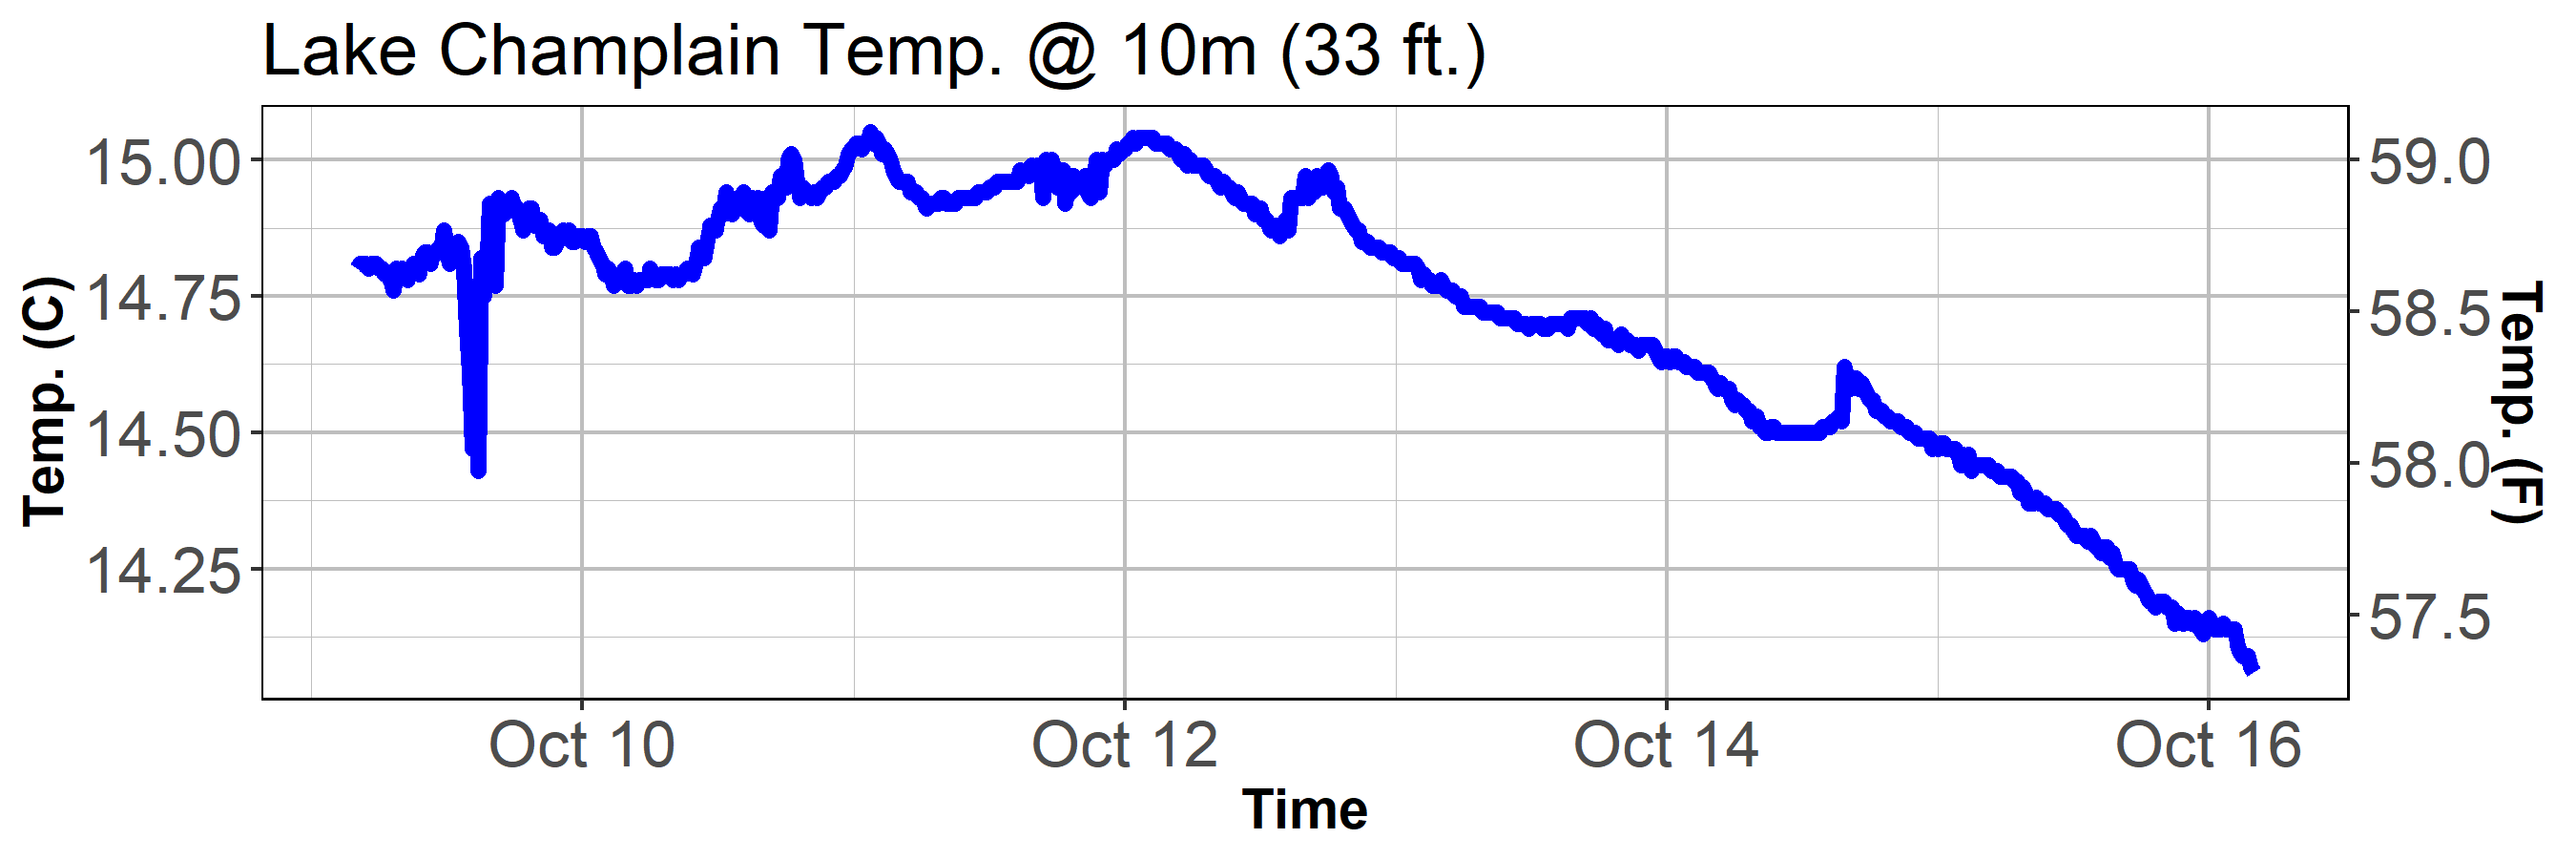 Lake Champlain Temp. @ 10m (33 ft.)
Temp. (C)
15.00
14.75
14.50
14.25
59.0
58.5
58.0
57.5
Temp. (F)
Oct 10 Oct 12 Oct 14 Oct 16
Time